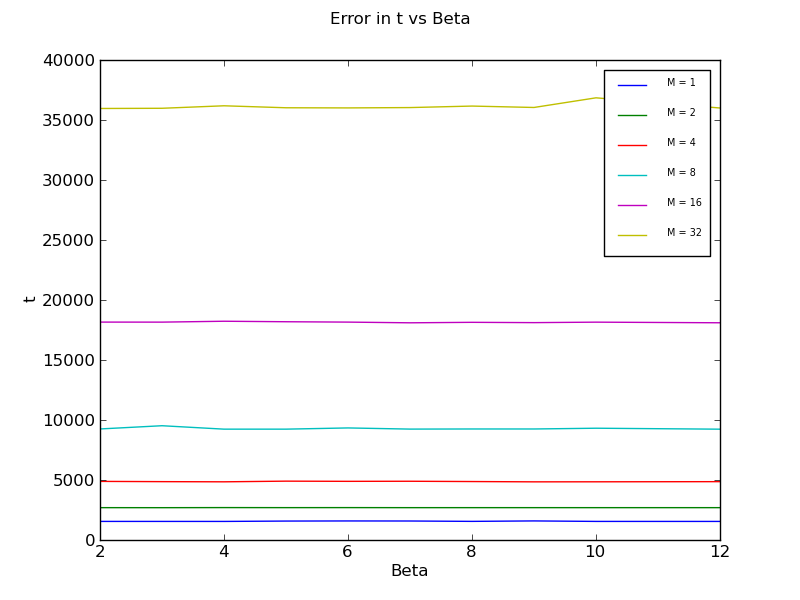 Error in t vs Beta
40000
35000
30000
25000
20000
15000
10000
5000
0
t
M = 1
M = 2
M = 4
M = 8
M = 16
M = 32
2 4 6 8 10 12
Beta